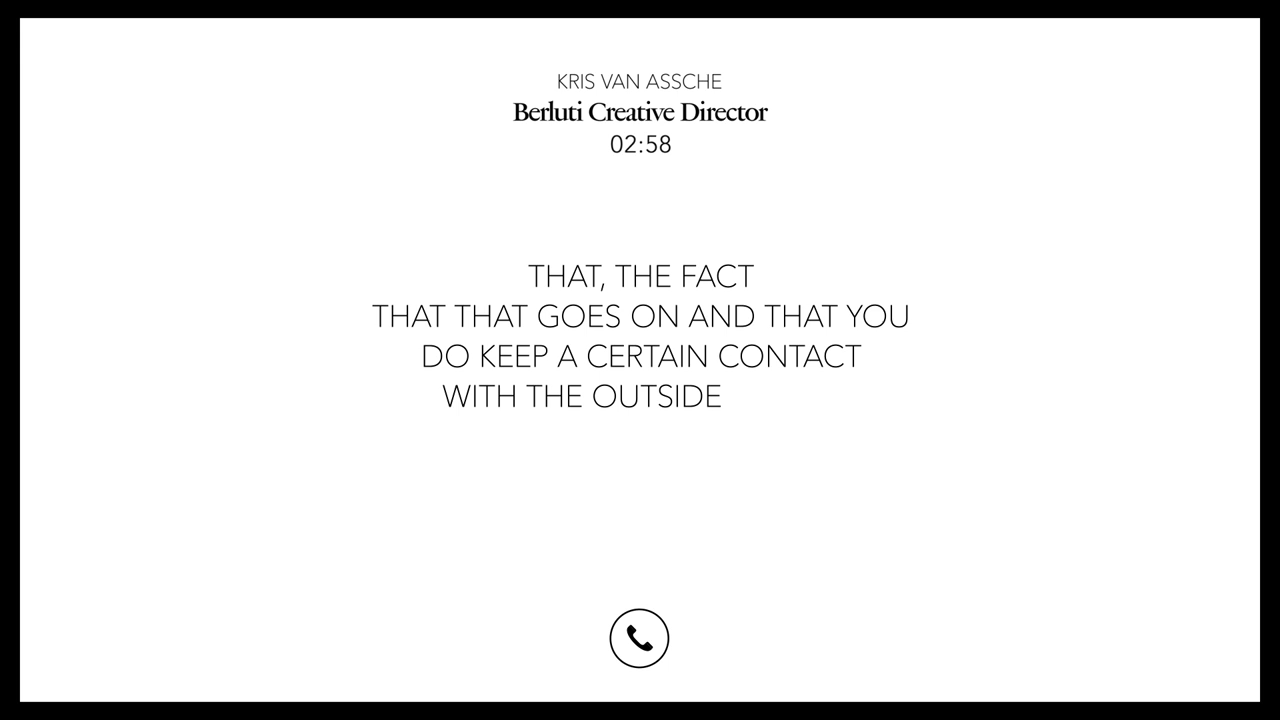 KRIS VAN ASSCHE
Berluti Creative Director
02:58
THAT, THE FACT
THAT THAT GOES ON AND THAT YOU
DO KEEP A CERTAIN CONTACT
WITH THE OUTSIDE